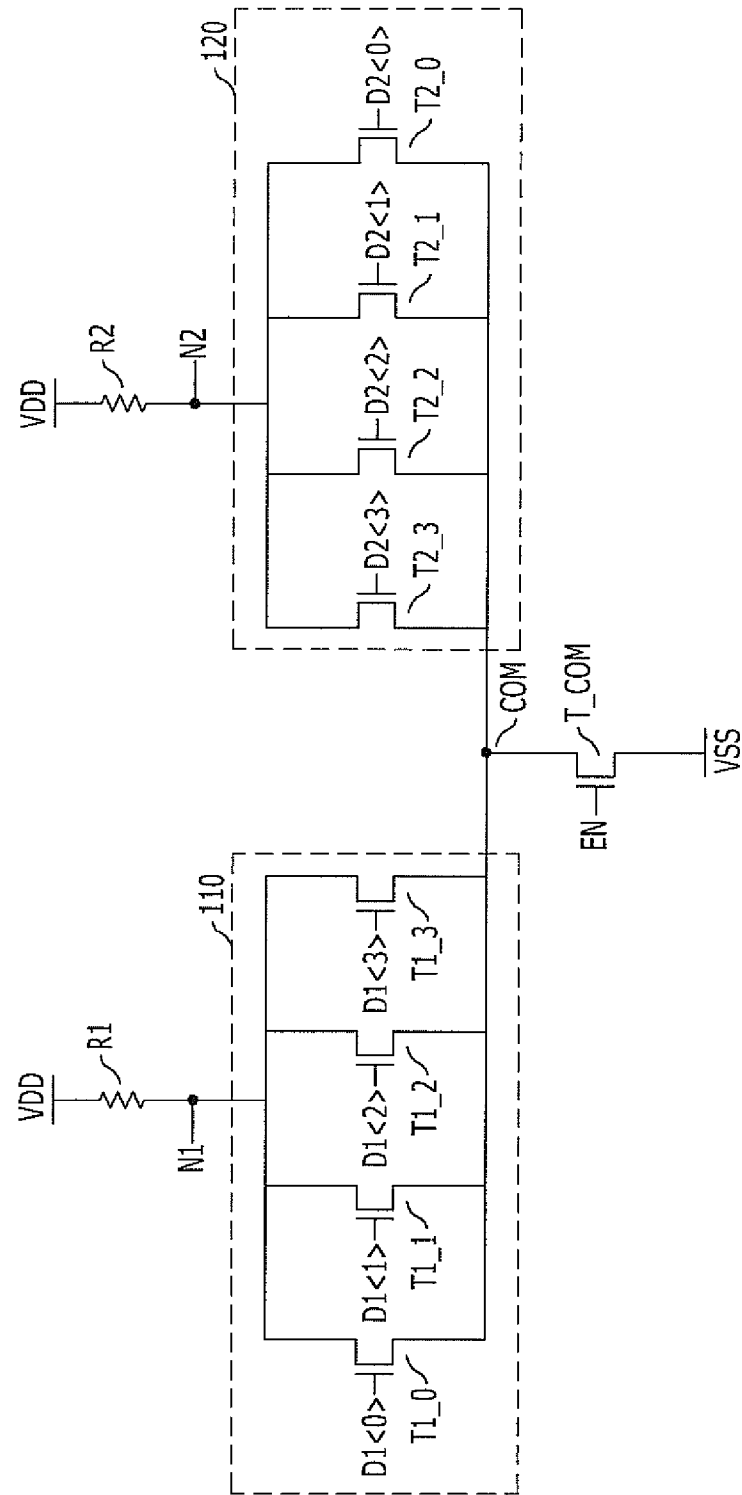 VDD
R1
N1
110
D1<0>
T1_0
D1<1>
T1_1
D1<2>
T1_2
D1<3>
T1_3
VDD
R2
N2
120
D2<3>
T2_3
D2<2>
T2_2
D2<1>
T2_1
D2<0>
T2_0
COM
EN
T_COM
VSS